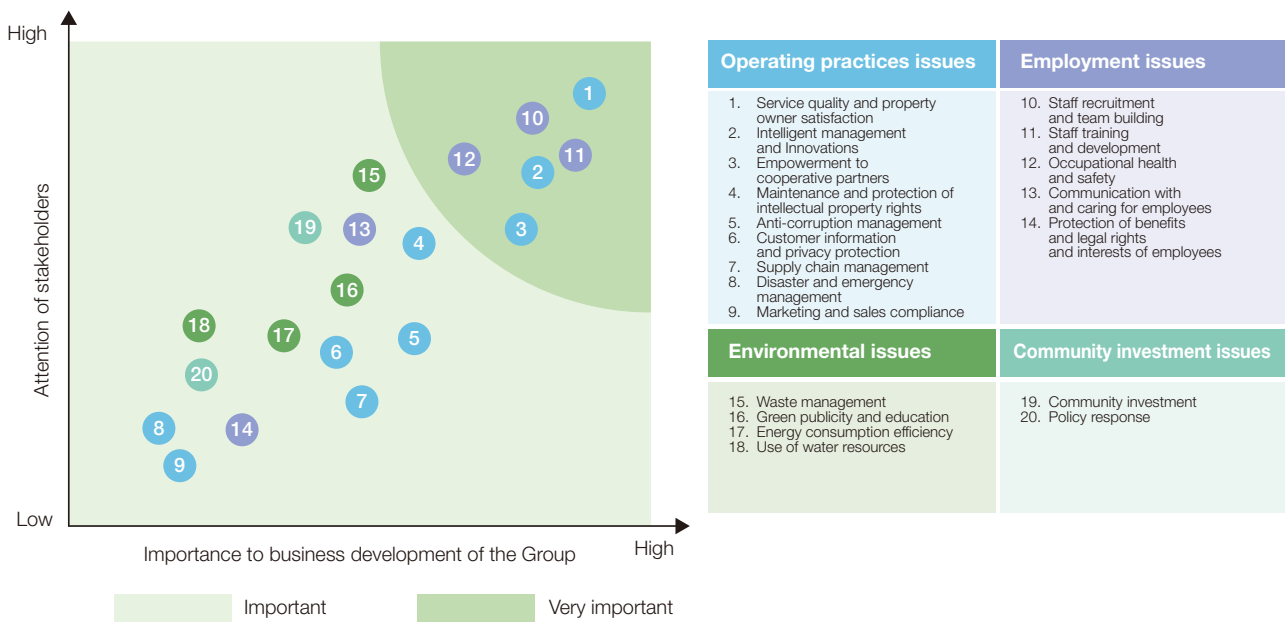 High
Attention of stakeholders
Low
1
10
12
11
2
15
3
19
13
4
16
18
17
6
5
20
7
8
14
9
Importance to business development of the Group
High
Important
Very important
Operating practices issues
1. Service quality and property
owner satisfaction
2. Intelligent management
and Innovations
3. Empowerment to
cooperative partners
4. Maintenance and protection of
intellectual property rights
5. Anti-corruption management
6. Customer information
and privacy protection
7. Supply chain management
8. Disaster and emergency
management
9. Marketing and sales compliance
Employment issues
10. Staff recruitment
and team building
11. Staff training
and development
12. Occupational health
and safety
13. Communication with
and caring for employees
14. Protection of benefits
and legal rights
and interests of employees
Environmental issues
15. Waste management
16. Green publicity and education
17. Energy consumption efficiency
18. Use of water resources
Community investment issues
19. Community investment
20. Policy response